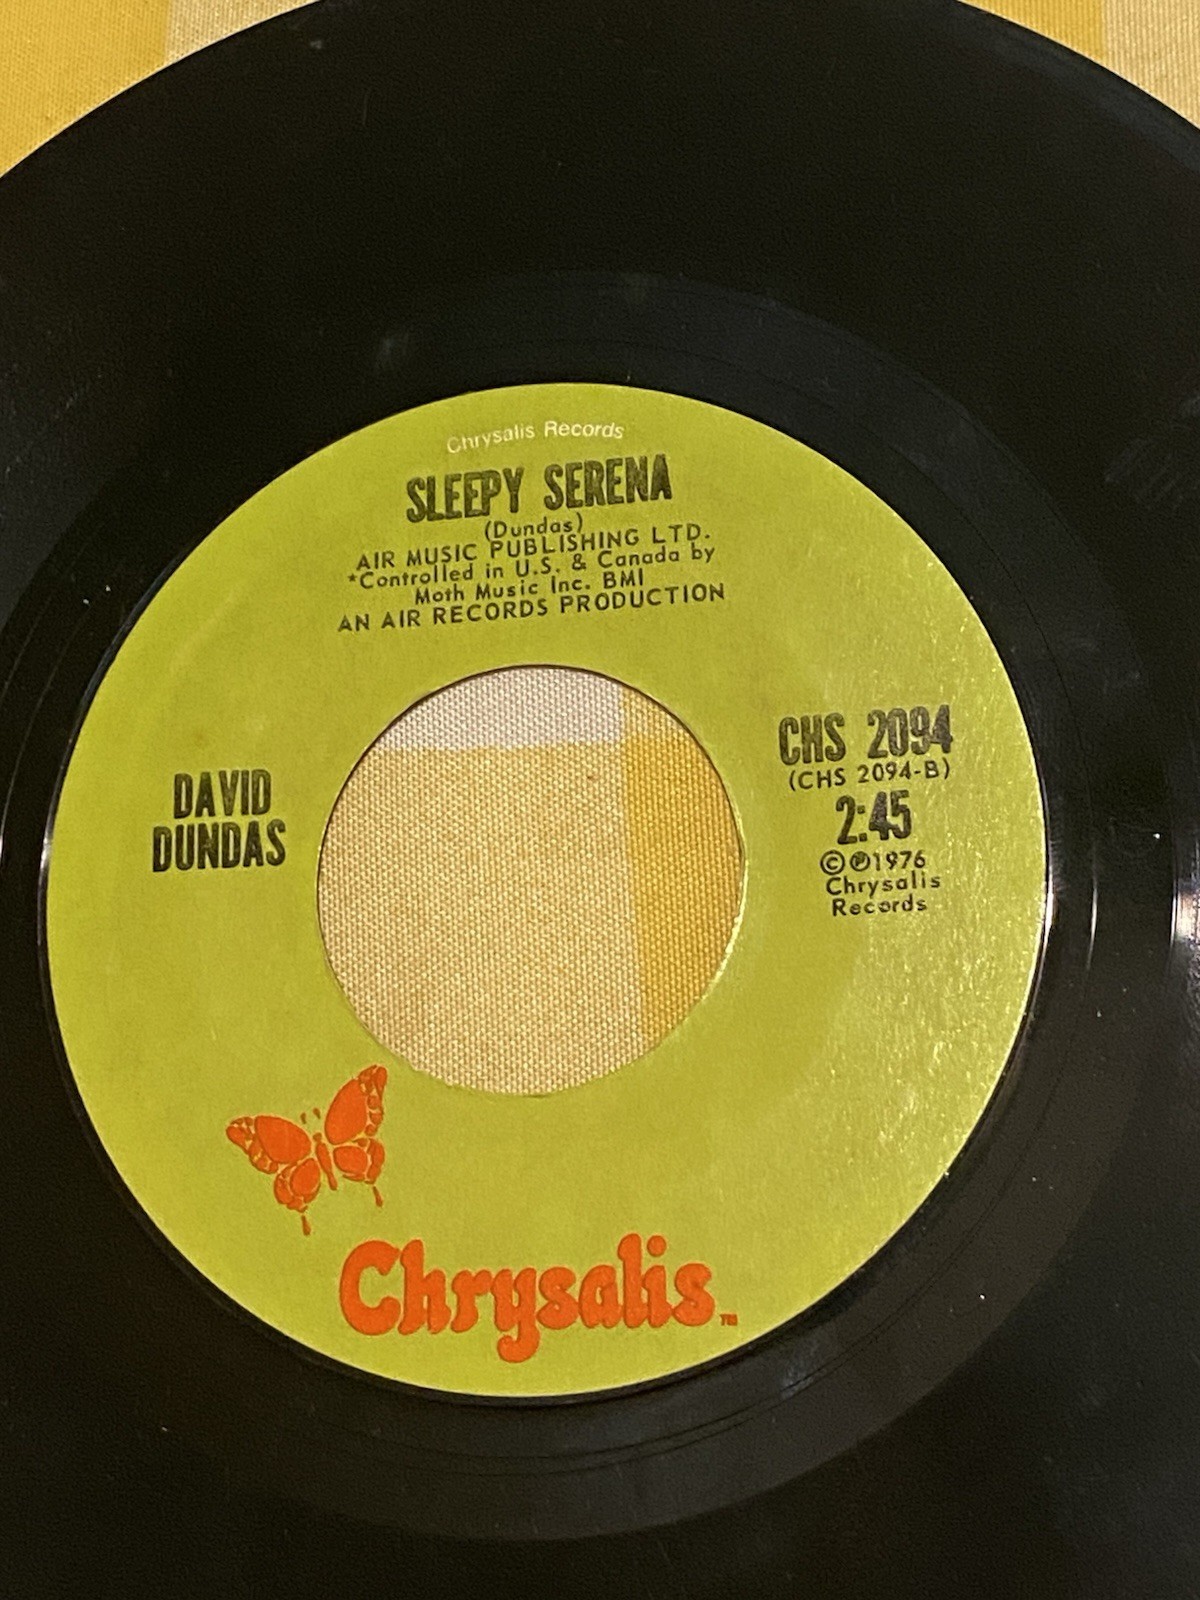 Chrysalis Records
SLEEPY SERENA
(Dundas)
AIR MUSIC PUBLISHING LTD.
*Controlled in U.S. & Canada by
Moth Music Inc. BMI
AN AIR RECORDS PRODUCTION
DAVID
DUNDAS
CHS 2094
(CHS 2094-B)
2:45
©℗1976
Chrysalis
Records
Chrysalis™